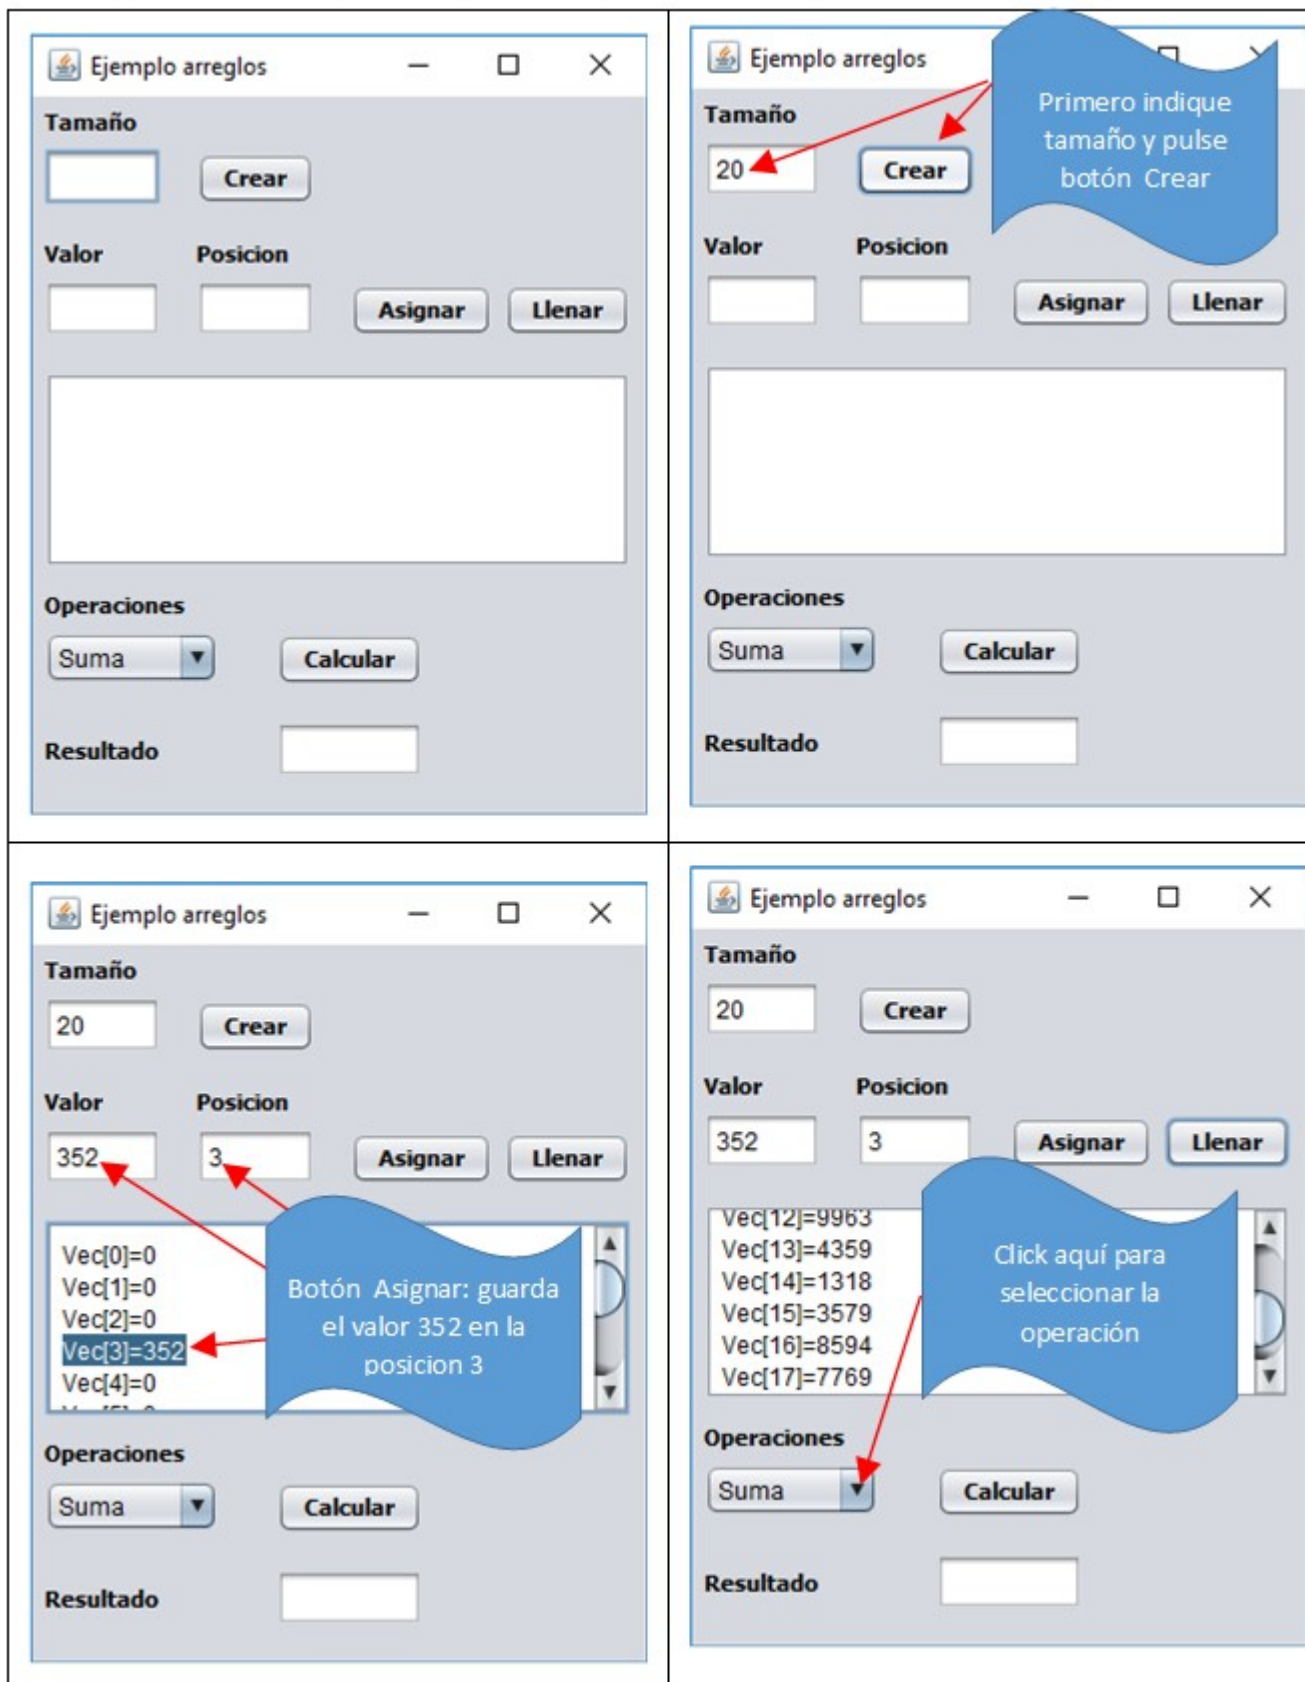 Ejemplo arreglos
Tamaño
Crear
Valor Posicion
Asignar Llenar
Operaciones
Suma Calcular
Resultado
Ejemplo arreglos
Primero indique
tamaño y pulse
botón Crear
Tamaño
20 Crear
Valor Posicion
Asignar Llenar
Operaciones
Suma Calcular
Resultado
Ejemplo arreglos
Tamaño
20 Crear
Valor Posicion
352 3 Asignar Llenar
Vec[0]=0
Vec[1]=0
Vec[2]=0
Vec[3]=352
Vec[4]=0
Botón Asignar: guarda
el valor 352 en la
posicion 3
Operaciones
Suma Calcular
Resultado
Ejemplo arreglos
Tamaño
20 Crear
Valor Posicion
352 3 Asignar Llenar
Vec[12]=9963
Vec[13]=4359
Vec[14]=1318
Vec[15]=3579
Vec[16]=8594
Vec[17]=7769
Click aquí para
seleccionar la
operación
Operaciones
Suma Calcular
Resultado